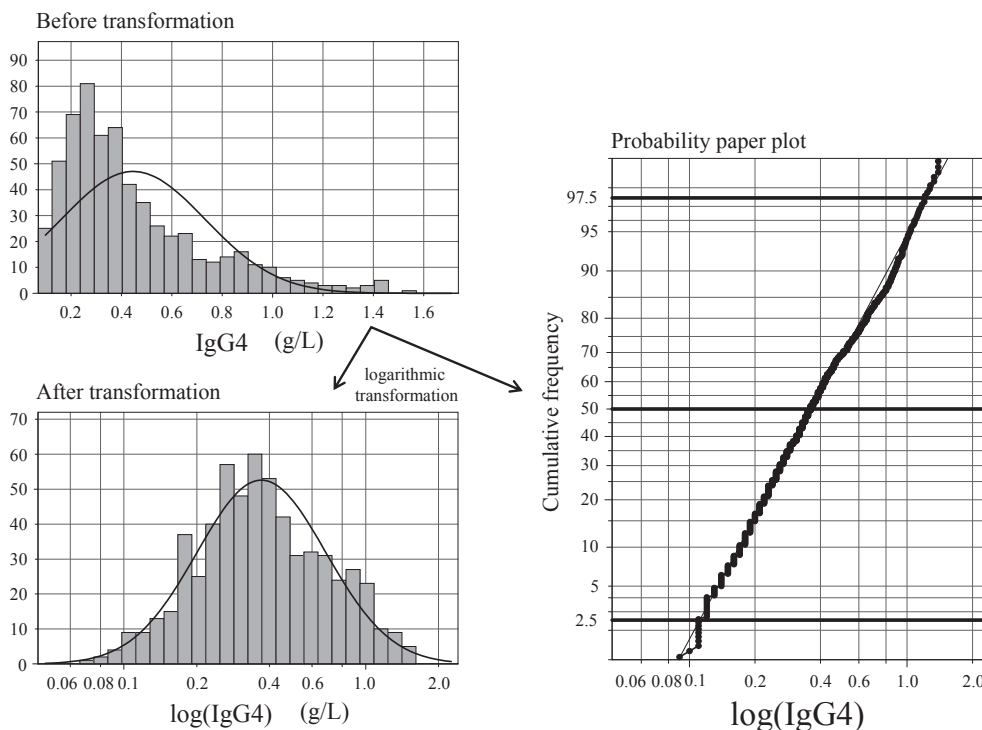 Before transformation
90
80
70
60
50
40
30
20
10
0
0.2 0.4 0.6 0.8 1.0 1.2 1.4 1.6
IgG4 (g/L)
logarithmic
transformation
After transformation
70
60
50
40
30
20
10
0
0.06 0.08 0.1 0.2 0.4 0.6 1.0 2.0
log(IgG4) (g/L)
Probability paper plot
Cumulative frequency
97.5
95
90
80
70
60
50
40
30
20
10
5
2.5
0.06 0.08 0.1 0.2 0.4 0.6 1.0 2.0
log(IgG4)